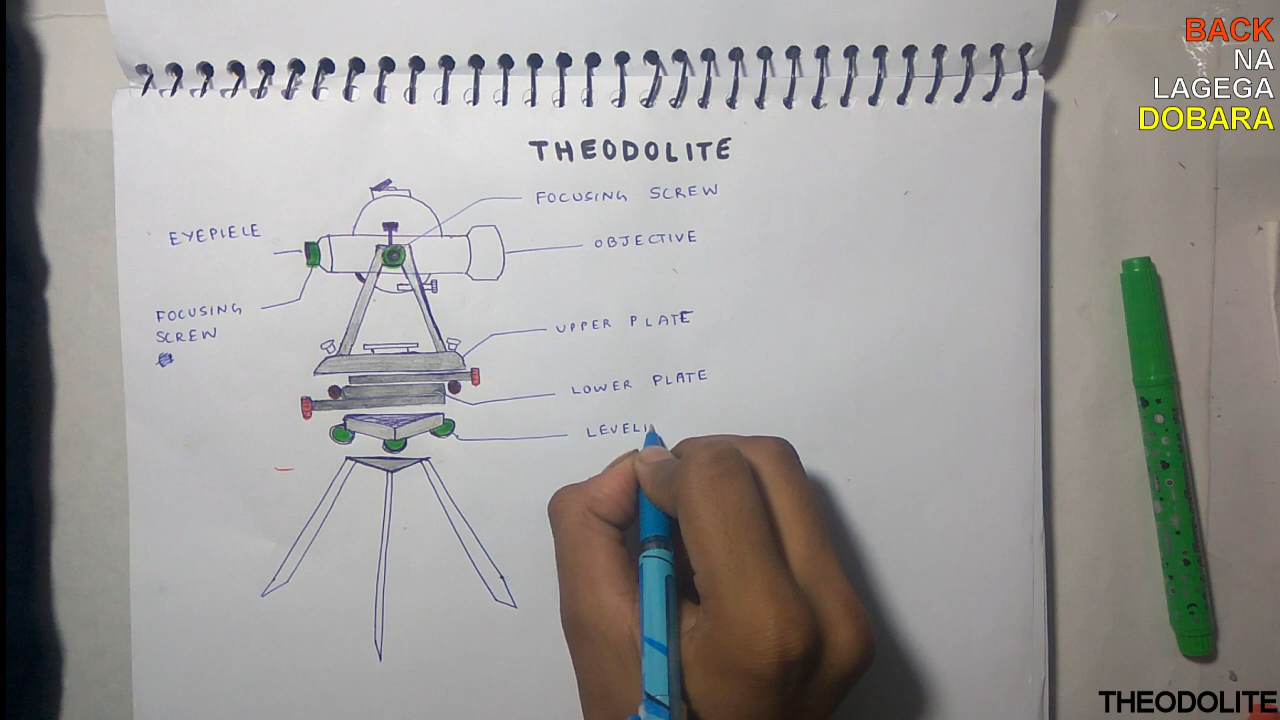 BACK
NA
LAGEGA
DOBARA
THEODOLITE
FOCUSING SCREW
EYEPIELE
OBJECTIVE
FOCUSING
SCREW
UPPER PLATE
LOWER PLATE
LEVELI
THEODOLITE